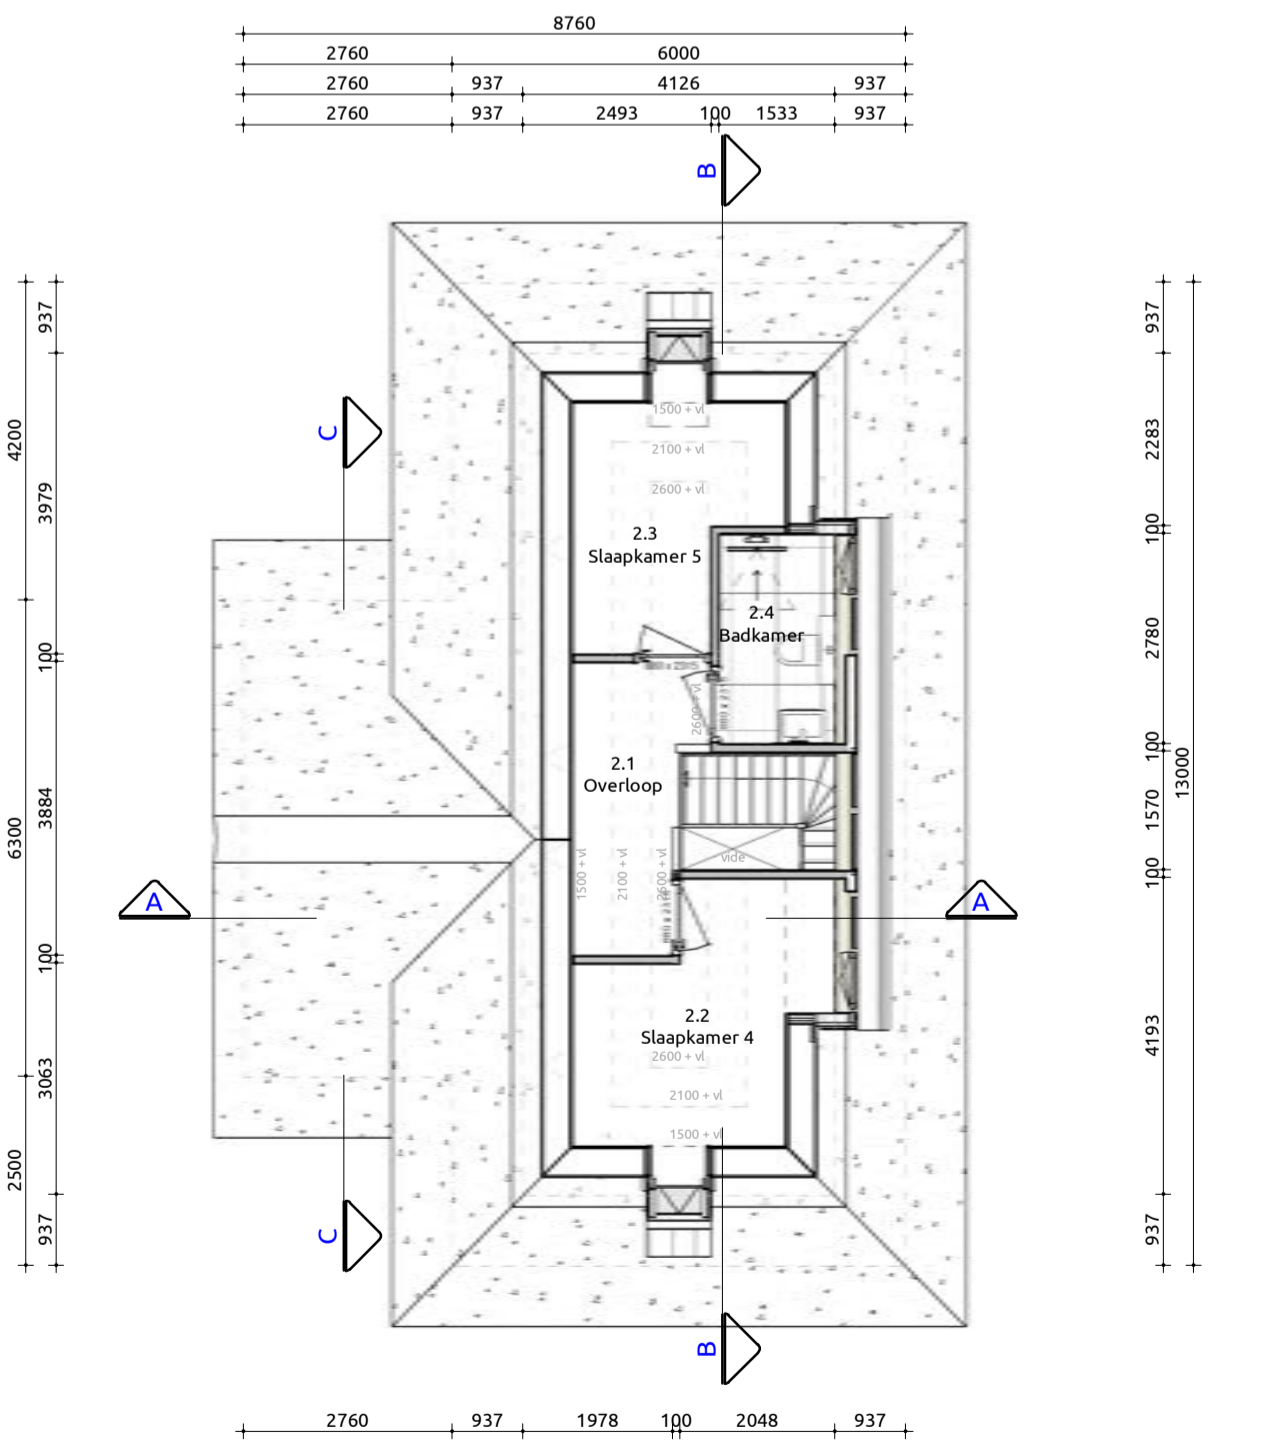 8760
2760 6000
2760 937 4126 937
2760 937 2493 100 1533 937
B
937
4200
3979
100
6300
3884
100
3063
2500
937
C
C
A
A
1500 + vl
2100 + vl
2600 + vl
2.3
Slaapkamer 5
2.4
Badkamer
2600 + vl
2.1
Overloop
1500 + vl
2100 + vl
2600 + vl
vide
2.2
Slaapkamer 4
2600 + vl
2100 + vl
1500 + vl
937
2283
100
2780
100
1570
100
4193
937
13000
B
2760 937 1978 100 2048 937